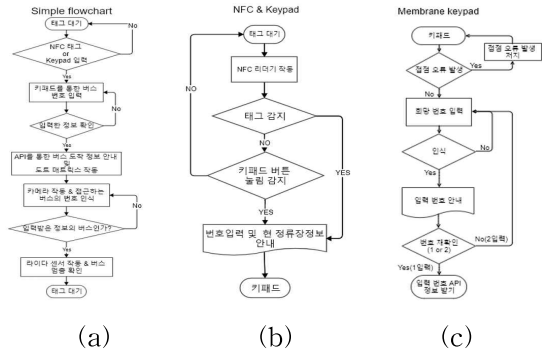 Simple flowchart
태그 대기
No
NFC 태그
or
Keypad 입력
Yes
키패드를 통한 버스
번호 입력
No
입력한 정보 확인
Yes
API를 통한 버스 도착 정보 안내
및
도트 매트릭스 작동
카메라 작동 & 접근하는
버스의 번호 인식
No
입력받은 정보의 버스인가?
Yes
라이다 센서 작동 & 버스
멈춤 확인
태그 대기
(a)
NFC & Keypad
태그 대기
NFC 리더기 작동
NO
태그 감지
NO
키패드 버튼
눌림 감지
YES
YES
번호입력 및 현 정류장정보
안내
키패드
(b)
Membrane keypad
키패드
점점 오류 발생
저지
점점 오류 발생
Yes
No
희망 번호 입력
인식
No
Yes
입력 번호 안내
번호 재확인
(1 or 2)
No(2입력)
Yes(1입력)
입력 번호 API
정보 받기
(c)